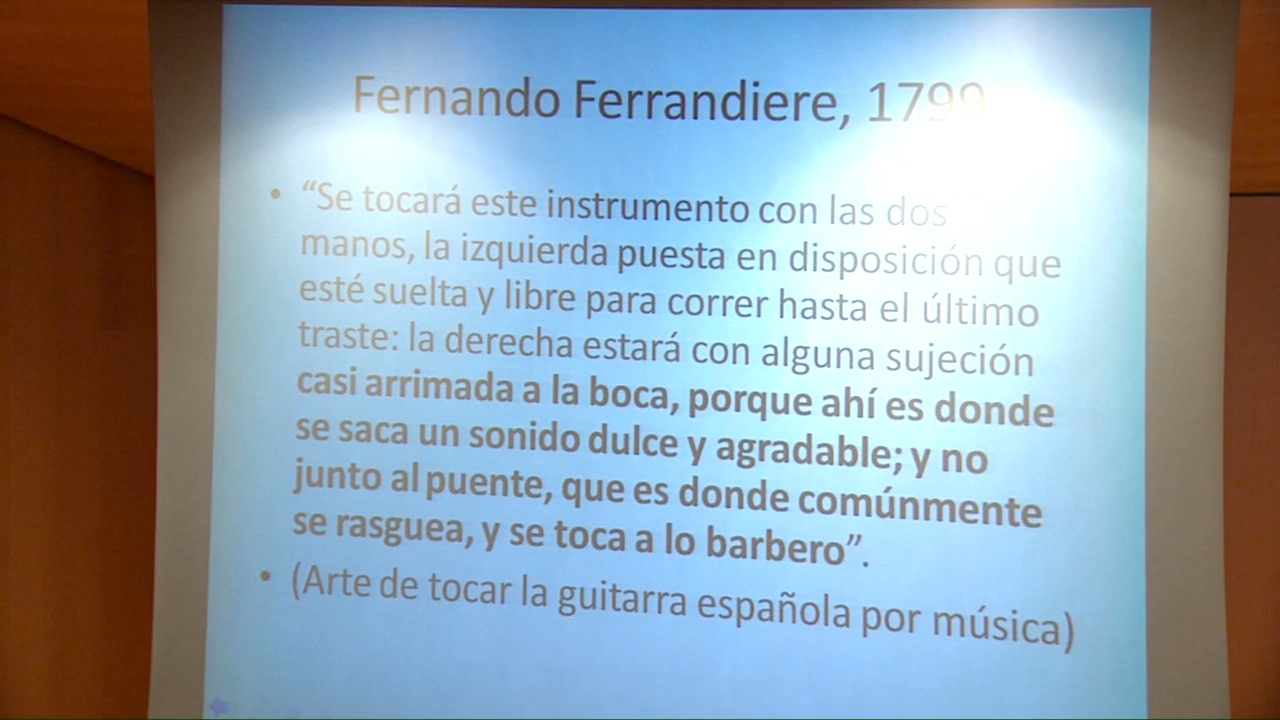 Fernando Ferrandiere, 1799
• “Se tocará este instrumento con las dos
manos, la izquierda puesta en disposición que
esté suelta y libre para correr hasta el último
traste: la derecha estará con alguna sujeción
casi arrimada a la boca, porque ahí es donde
se saca un sonido dulce y agradable; y no
junto al puente, que es donde comúnmente
se rasguea, y se toca a lo barbero”.
• (Arte de tocar la guitarra española por música)